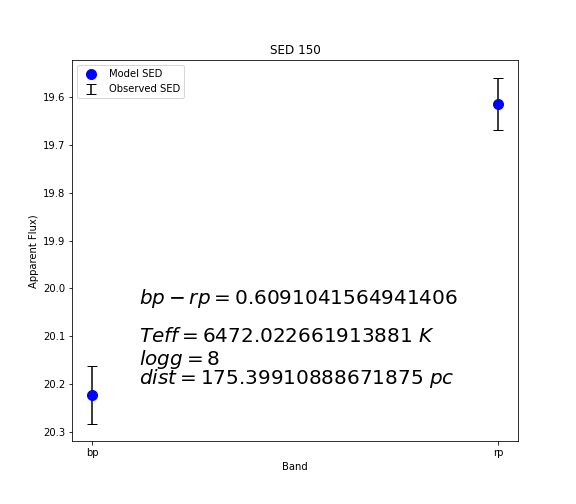 SED 150
Model SED
Observed SED
19.6
19.7
19.8
19.9
20.0
20.1
20.2
20.3
Apparent Flux)
bp − rp = 0.6091041564941406
Teff = 6472.022661913881 K
logg = 8
dist = 175.39910888671875 pc
bp
rp
Band